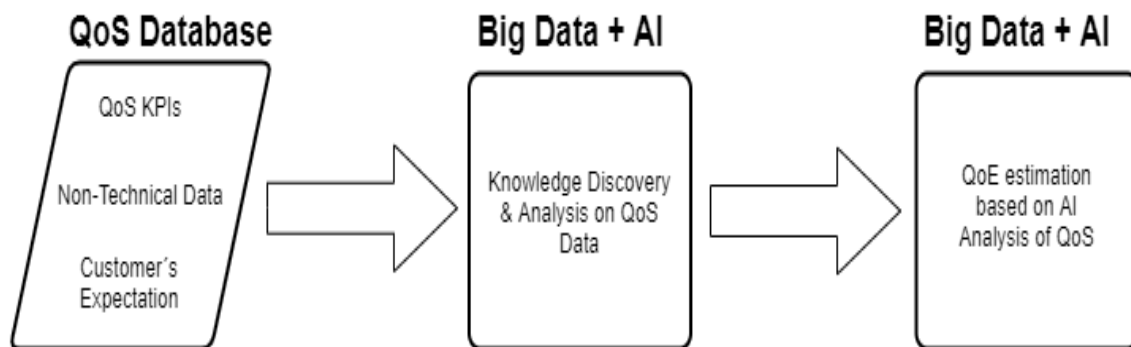 QoS Database
QoS KPIs
Non-Technical Data
Customer´s
Expectation
Big Data + AI
Knowledge Discovery
& Analysis on QoS
Data
Big Data + AI
QoE estimation
based on AI
Analysis of QoS